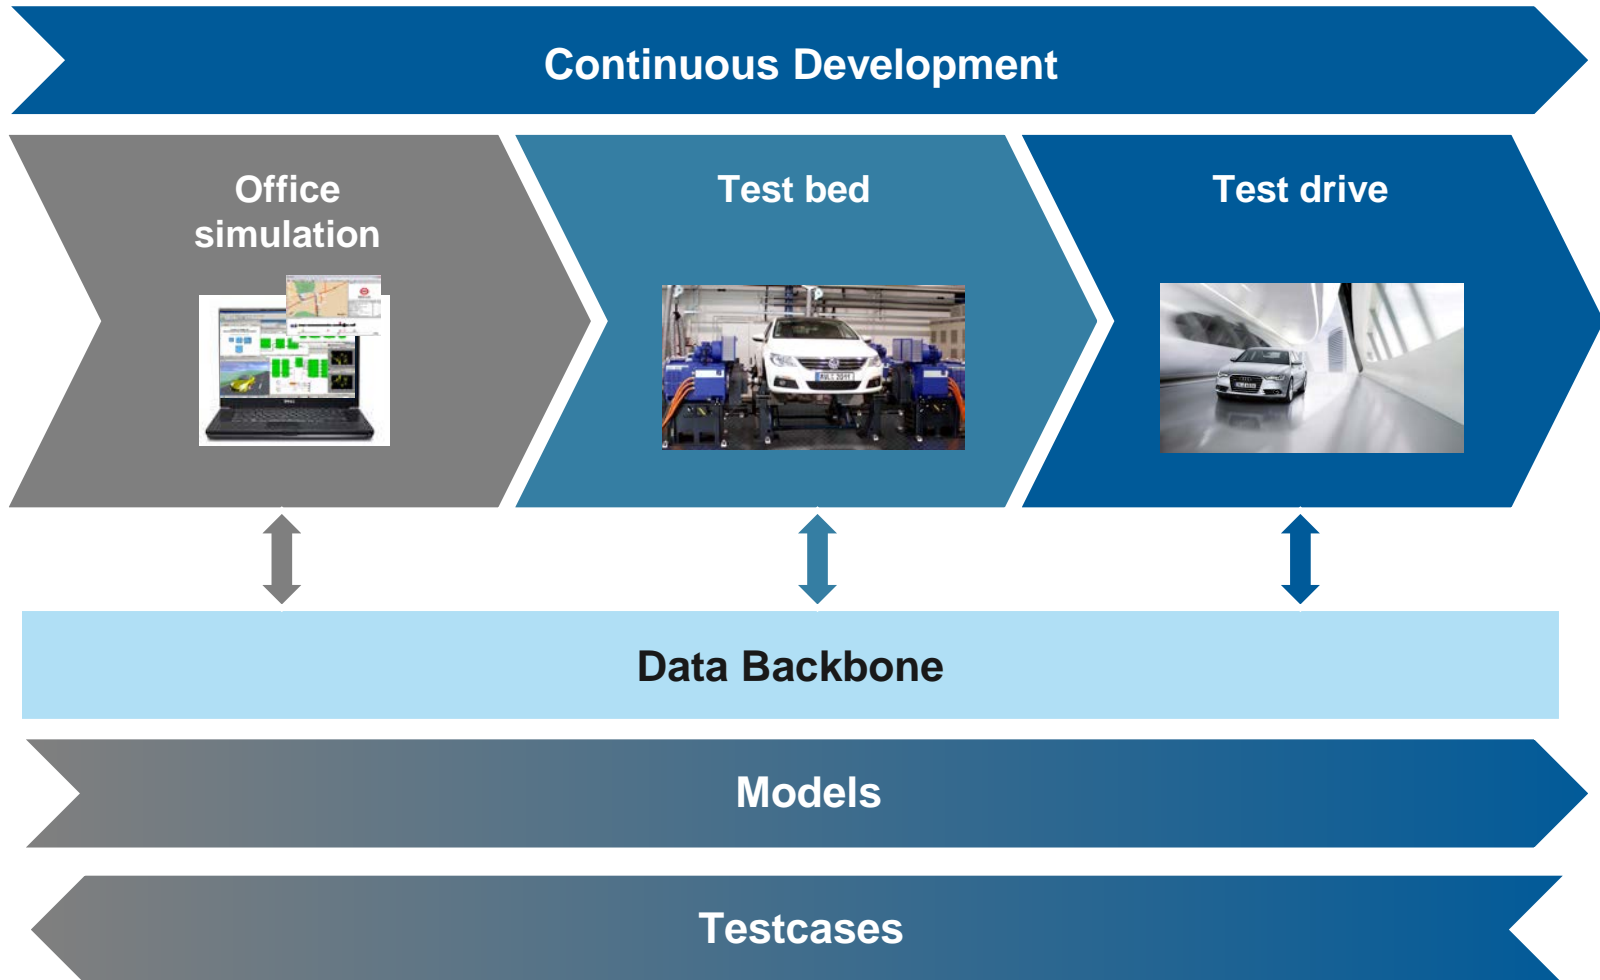 Continuous Development
Office
simulation
Test bed
Test drive
Data Backbone
Models
Testcases